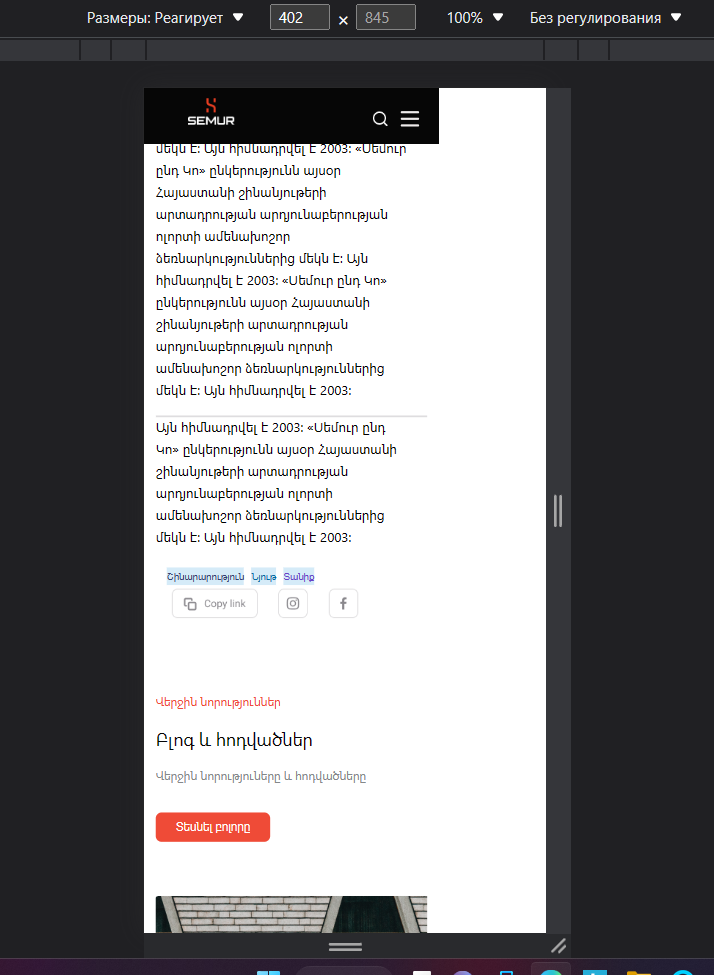 Размеры: Реагирует 402 × 845 100% Без регулирования
SEMUR
մեկն է: Այն հիմնադրվել է 2003: «Սեմուր
ընդ Կո» ընկերությունն այսօր
Հայաստանի շինանյութերի
արտադրության արդյունաբերության
ոլորտի ամենախոշոր
ձեռնարկություններից մեկն է: Այն
հիմնադրվել է 2003: «Սեմուր ընդ Կո»
ընկերությունն այսօր Հայաստանի
շինանյութերի արտադրության
արդյունաբերության ոլորտի
ամենախոշոր ձեռնարկություններից
մեկն է: Այն հիմնադրվել է 2003:
Այն հիմնադրվել է 2003: «Սեմուր ընդ
Կո» ընկերությունն այսօր Հայաստանի
շինանյութերի արտադրության
արդյունաբերության ոլորտի
ամենախոշոր ձեռնարկություններից
մեկն է: Այն հիմնադրվել է 2003:
Շինարարություն Նյութ Տանիք
Copy link
Վերջին նորություններ
Բլոգ և հոդվածներ
Վերջին նորությունները և հոդվածները
Տեսնել բոլորը